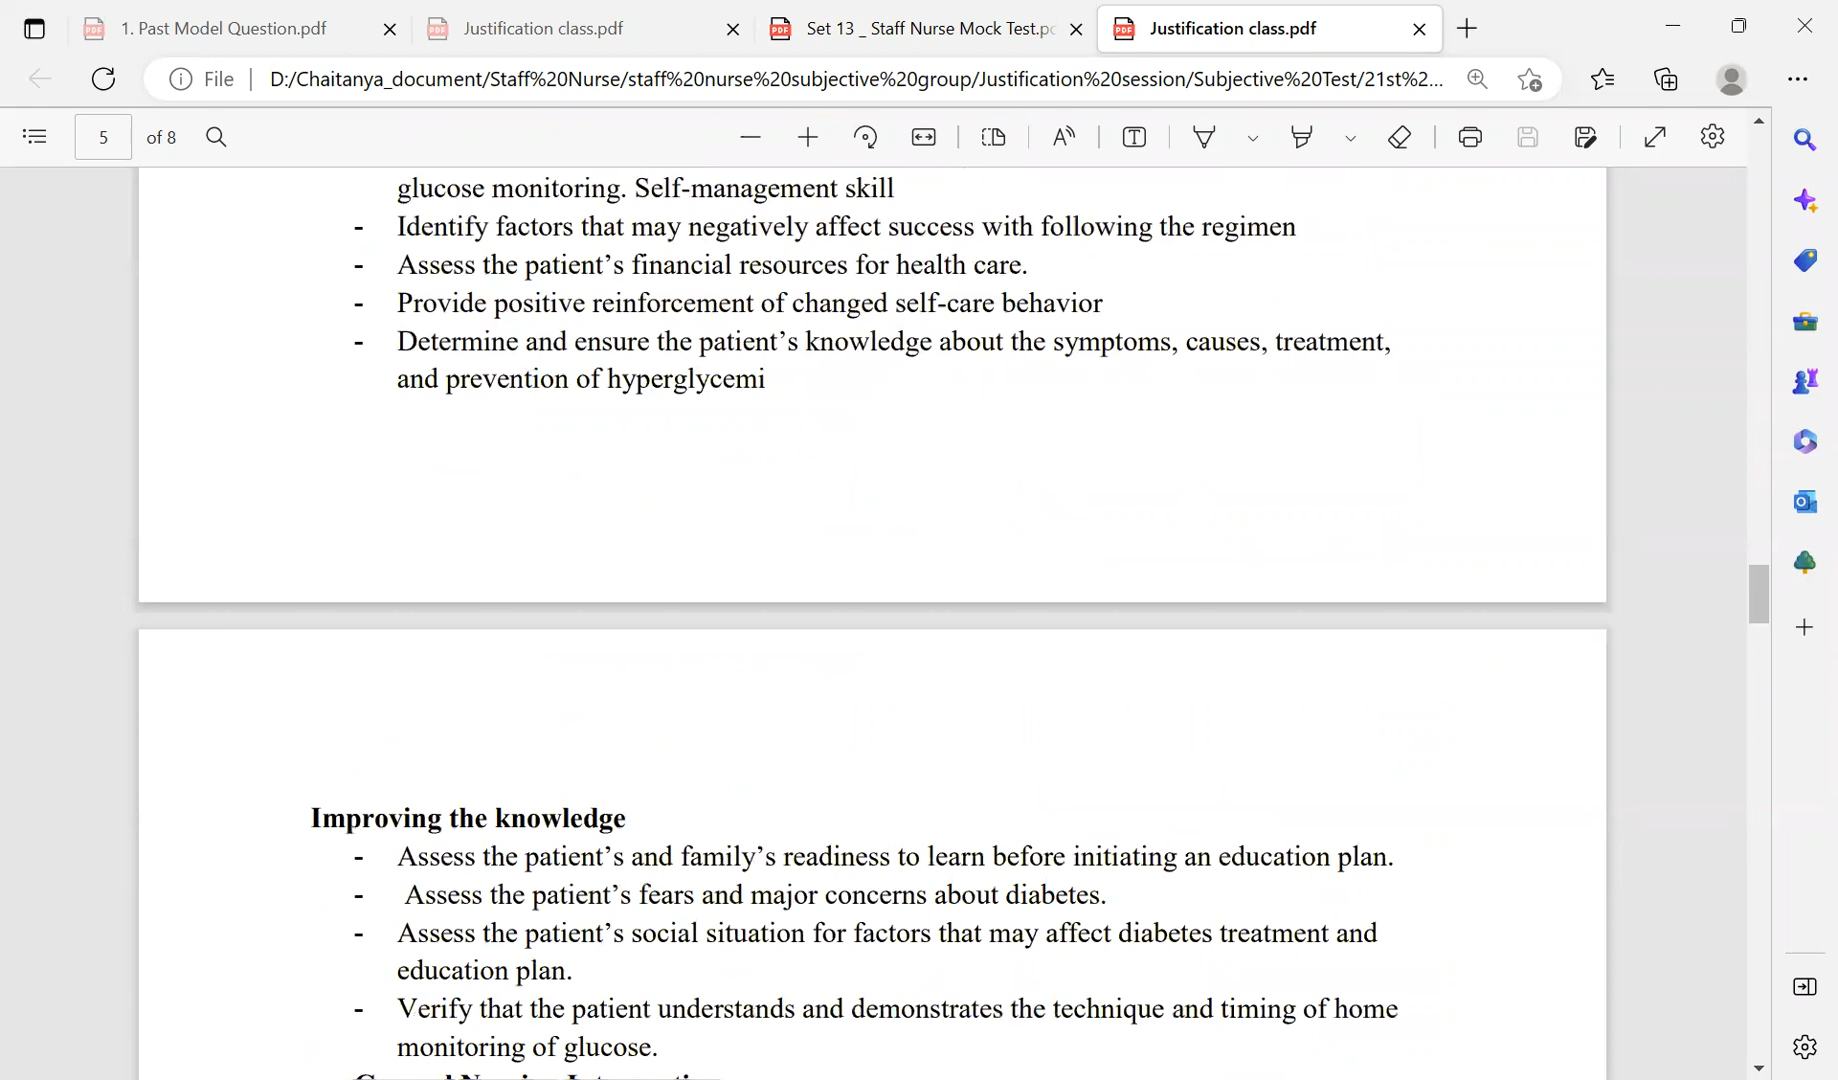 1. Past Model Question.pdf
Justification class.pdf
Set 13 _ Staff Nurse Mock Test.pd
Justification class.pdf
File
D:/Chaitanya_document/Staff%20Nurse/staff%20nurse%20subjective%20group/Justification%20session/Subjective%20Test/21st%2...
5 of 8
glucose monitoring. Self-management skill
- Identify factors that may negatively affect success with following the regimen
- Assess the patient’s financial resources for health care.
- Provide positive reinforcement of changed self-care behavior
- Determine and ensure the patient’s knowledge about the symptoms, causes, treatment,
and prevention of hyperglycemi
Improving the knowledge
- Assess the patient’s and family’s readiness to learn before initiating an education plan.
- Assess the patient’s fears and major concerns about diabetes.
- Assess the patient’s social situation for factors that may affect diabetes treatment and
education plan.
- Verify that the patient understands and demonstrates the technique and timing of home
monitoring of glucose.